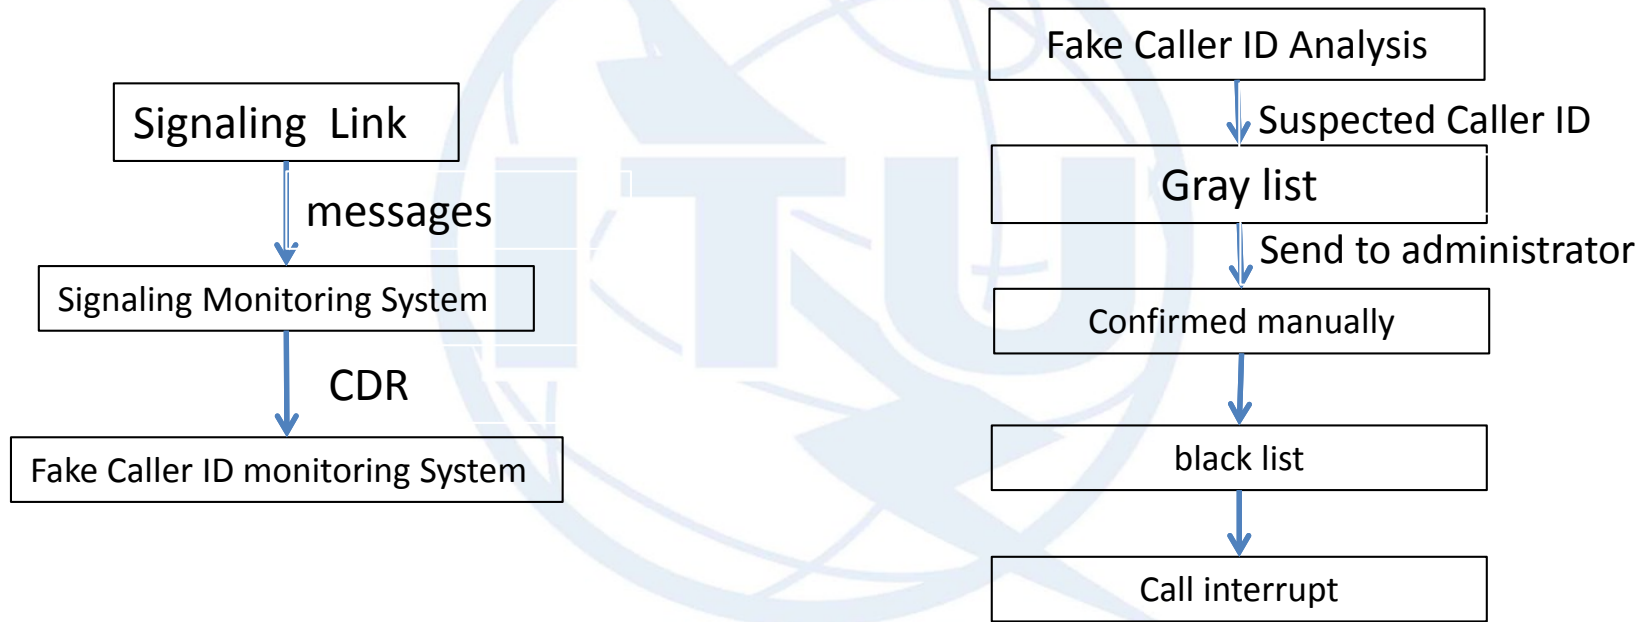 Signaling Link
messages
Signaling Monitoring System
CDR
Fake Caller ID monitoring System
Fake Caller ID Analysis
Suspected Caller ID
Gray list
Send to administrator
Confirmed manually
black list
Call interrupt
ITU